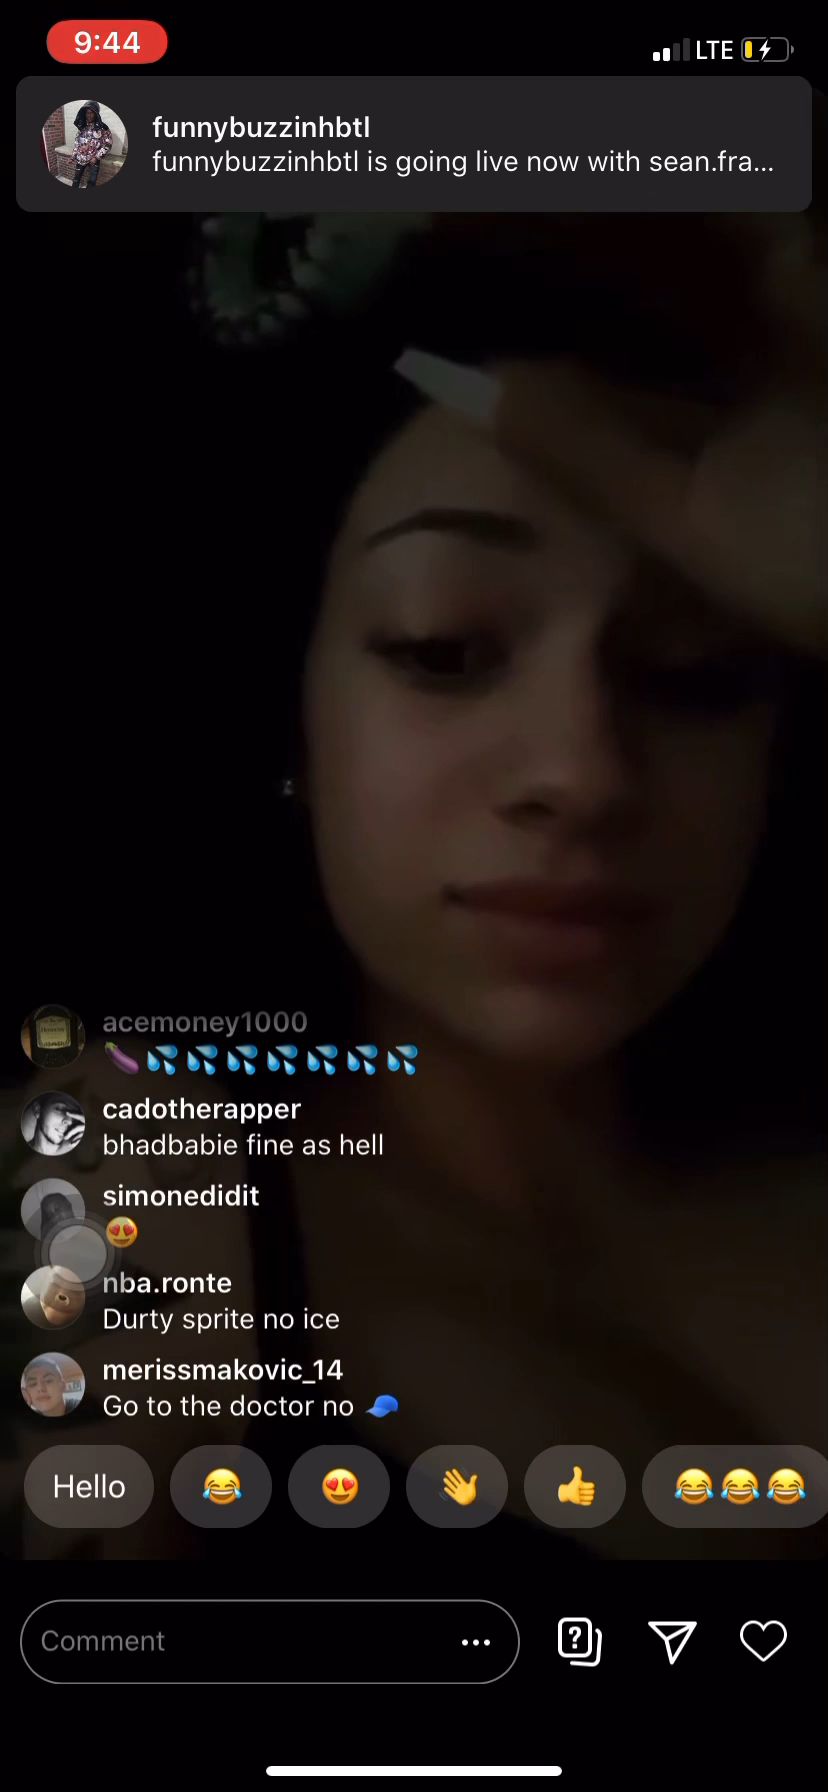 9:44
LTE
funnybuzzinhbtl
funnybuzzinhbtl is going live now with sean.fra...
acemoney1000
🍆💦💦💦💦💦💦💦
cadotherapper
bhadbabie fine as hell
simonedidit
😍
nba.ronte
Durty sprite no ice
merissmakovic_14
Go to the doctor no 🧢
Hello 😂 😍 👋 👍 😂😂😂
Comment